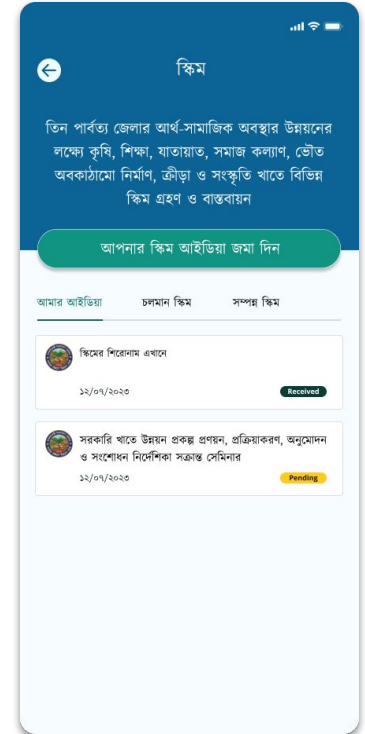 স্কিম
তিন পার্বত্য জেলার আর্থ-সামাজিক অবস্থার উন্নয়নের
লক্ষ্যে কৃষি, শিক্ষা, যাতায়াত, সমাজ কল্যাণ, ভৌত
অবকাঠামো নির্মাণ, ক্রীড়া ও সংস্কৃতি খাতে বিভিন্ন
স্কিম গ্রহণ ও বাস্তবায়ন
আপনার স্কিম আইডিয়া জমা দিন
আমার আইডিয়া চলমান স্কিম সম্পন্ন স্কিম
স্কিমের শিরোনাম এখানে
১২/০৭/২০২৩ Received
সরকারি খাতে উন্নয়ন প্রকল্প প্রণয়ন, প্রক্রিয়াকরণ, অনুমোদন
ও সংশোধন নির্দেশিকা সক্রান্ত সেমিনার
১২/০৭/২০২৩ Pending